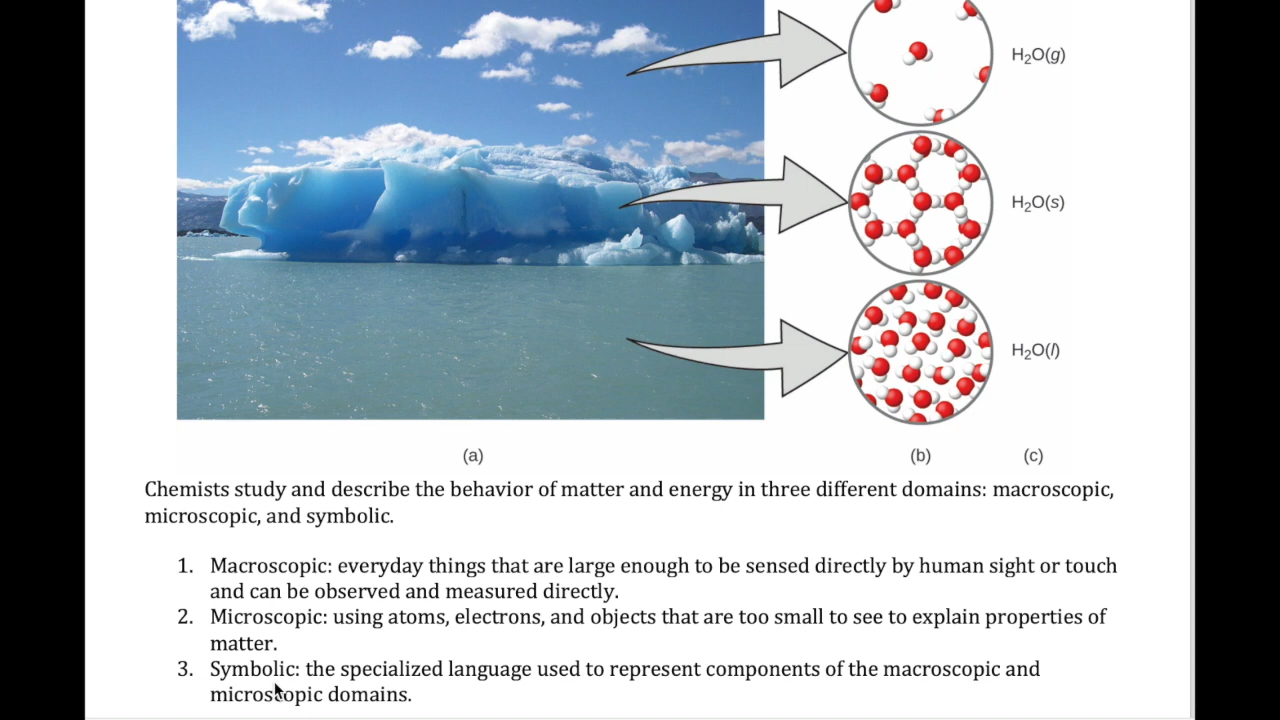 H₂O(g)
H₂O(s)
H₂O(l)
(a) (b) (c)
Chemists study and describe the behavior of matter and energy in three different domains: macroscopic,
microscopic, and symbolic.
1. Macroscopic: everyday things that are large enough to be sensed directly by human sight or touch
and can be observed and measured directly.
2. Microscopic: using atoms, electrons, and objects that are too small to see to explain properties of
matter.
3. Symbolic: the specialized language used to represent components of the macroscopic and
microscopic domains.